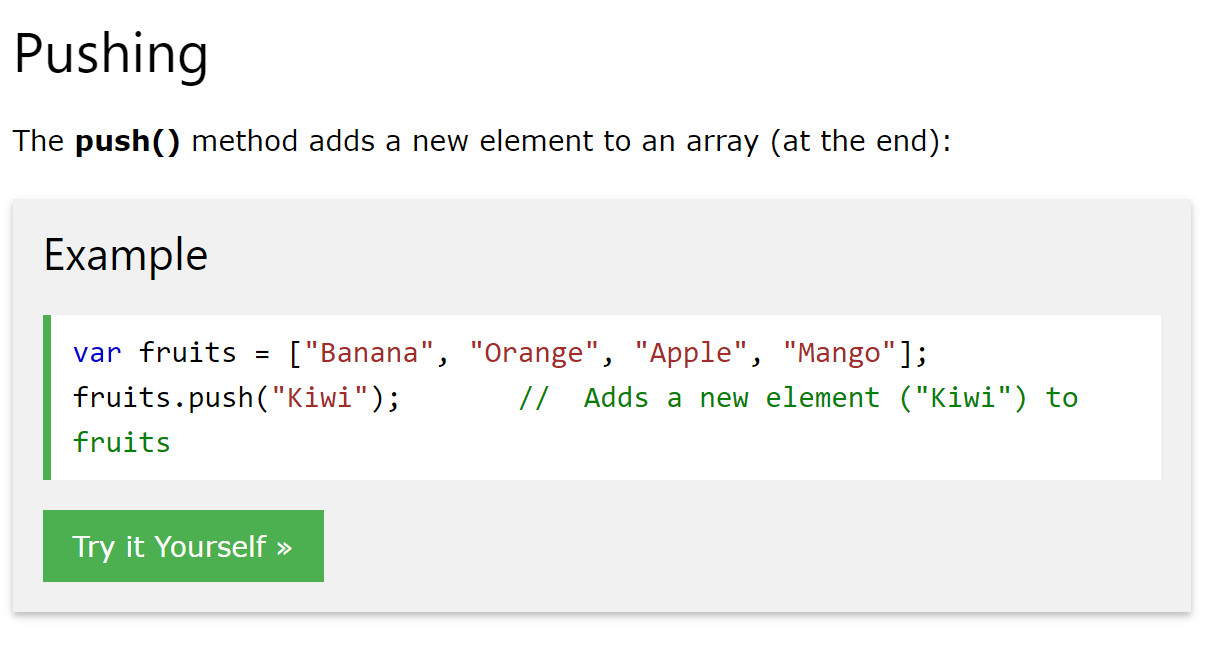 Pushing
The push() method adds a new element to an array (at the end):
Example
var fruits = ["Banana", "Orange", "Apple", "Mango"];
fruits.push("Kiwi");       //  Adds a new element ("Kiwi") to
fruits
Try it Yourself »